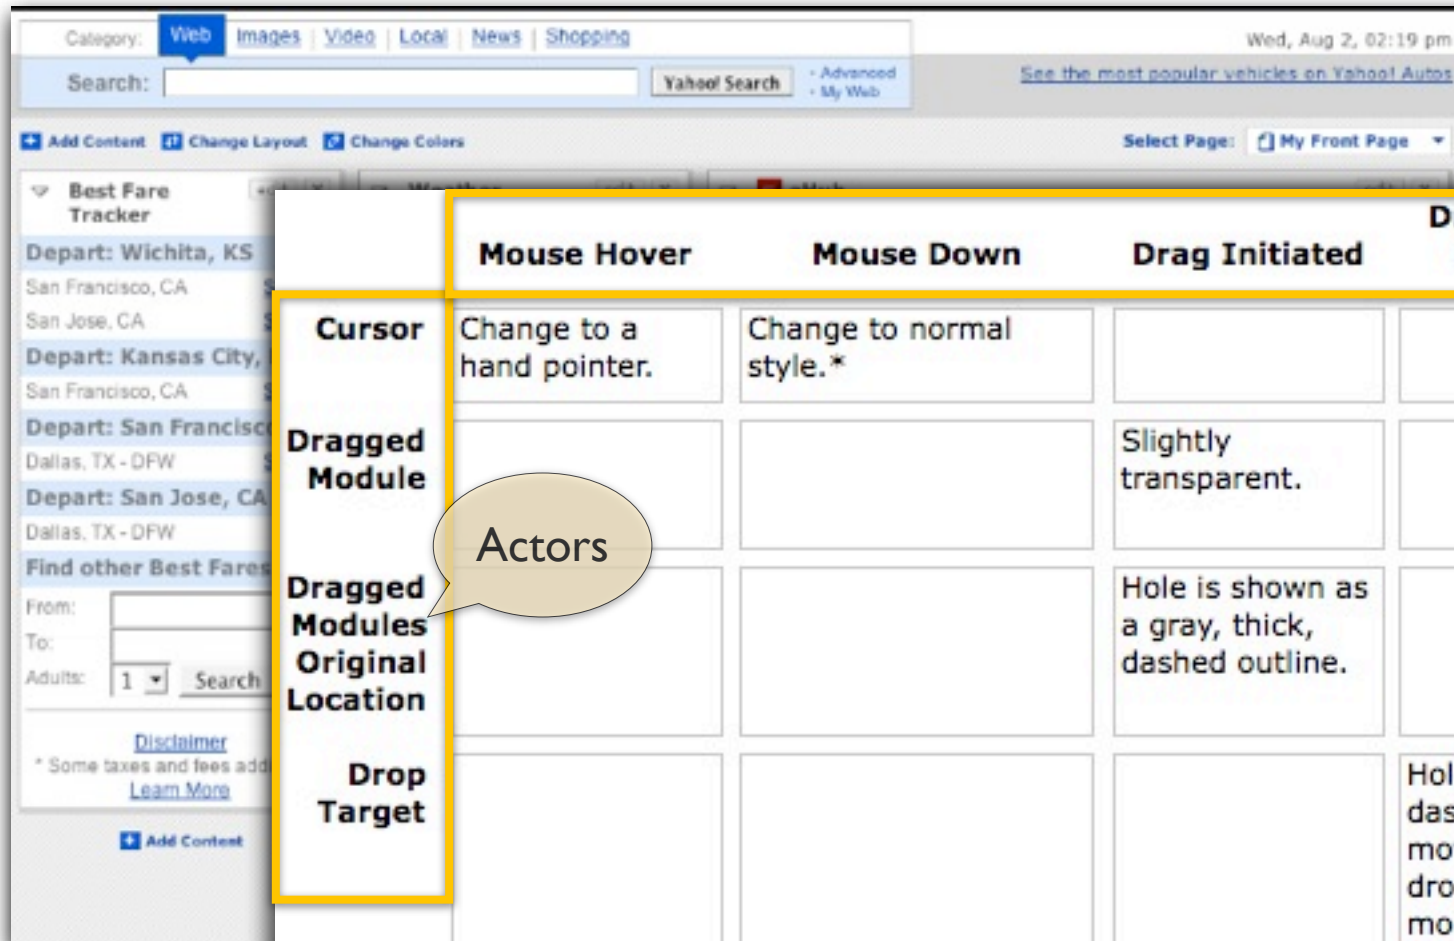 Category: Web Images | Video | Local | News | Shopping
Wed, Aug 2, 02:19 pm
Search: Yahoo! Search
- Advanced
- My Web
See the most popular vehicles on Yahoo! Autos
Add Content Change Layout Change Colors
Select Page: My Front Page
Best Fare
Tracker
Depart: Wichita, KS
San Francisco, CA
San Jose, CA
Depart: Kansas City,
San Francisco, CA
Depart: San Francisco
Dallas, TX - DFW
Depart: San Jose, CA
Dallas, TX - DFW
Find other Best Fares
From:
To:
Adults: 1 Search
Disclaimer
* Some taxes and fees
Learn More
Add Content
Mouse Hover Mouse Down Drag Initiated
Cursor
Change to a
hand pointer.
Change to normal
style.*
Dragged
Module
Slightly
transparent.
Actors
Dragged
Modules
Original
Location
Hole is shown as
a gray, thick,
dashed outline.
Drop
Target